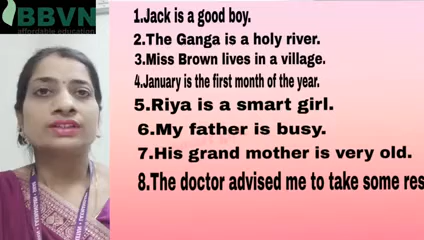 BBVN
affordable education
1.Jack is a good boy.
2.The Ganga is a holy river.
3.Miss Brown lives in a village.
4.January is the first month of the year.
5.Riya is a smart girl.
6.My father is busy.
7.His grand mother is very old.
8.The doctor advised me to take some res